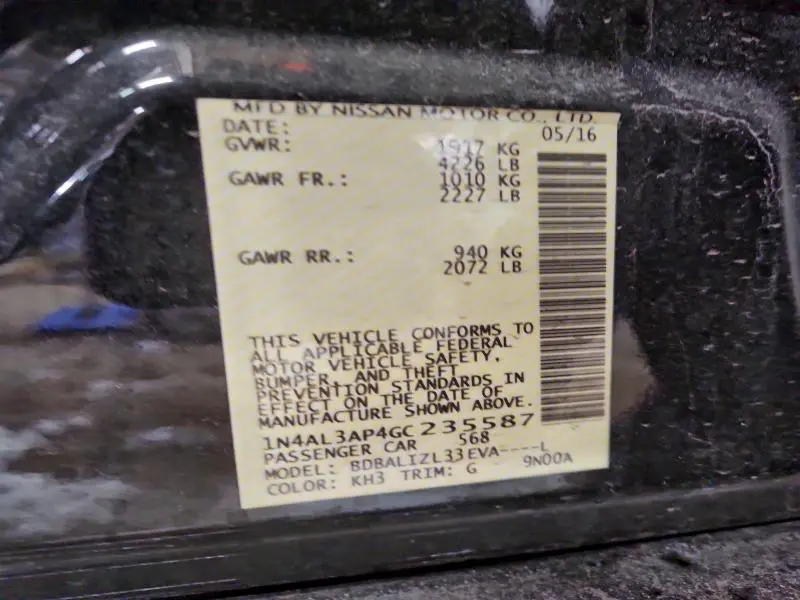 MFD BY NISSAN MOTOR CO., LTD.
DATE: 05/16
GVWR: 1917 KG
4226 LB
GAWR FR.: 1010 KG
2227 LB
GAWR RR.: 940 KG
2072 LB
THIS VEHICLE CONFORMS TO
ALL APPLICABLE FEDERAL
MOTOR VEHICLE SAFETY,
BUMPER, AND THEFT
PREVENTION STANDARDS IN
EFFECT ON THE DATE OF
MANUFACTURE SHOWN ABOVE.
1N4AL3AP4GC235587
PASSENGER CAR 568
MODEL: BDBALIZL33EVA----L
COLOR: KH3 TRIM: G 9N00A